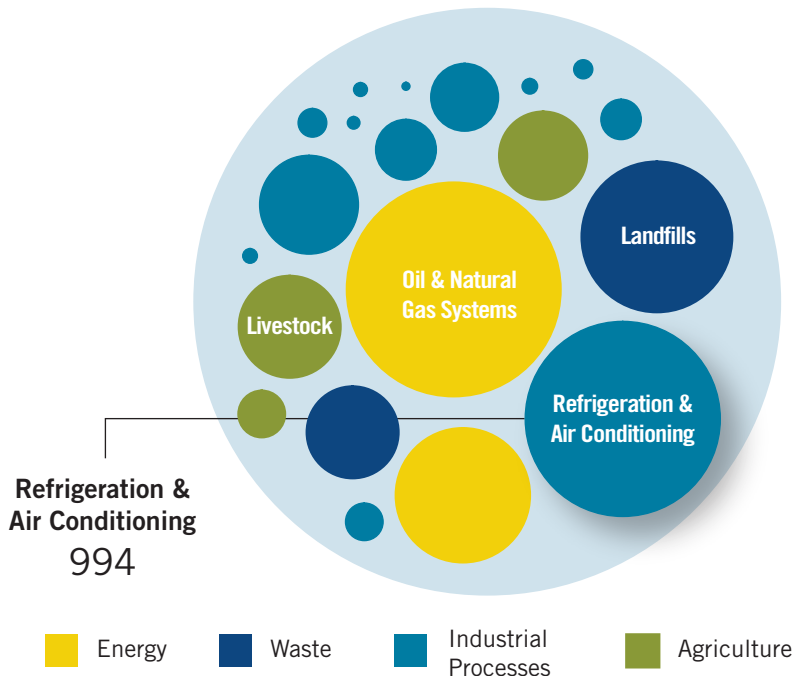 Landfills
Oil & Natural
Gas Systems
Livestock
Refrigeration &
Air Conditioning
Refrigeration &
Air Conditioning
994
Energy
Waste
Industrial
Processes
Agriculture